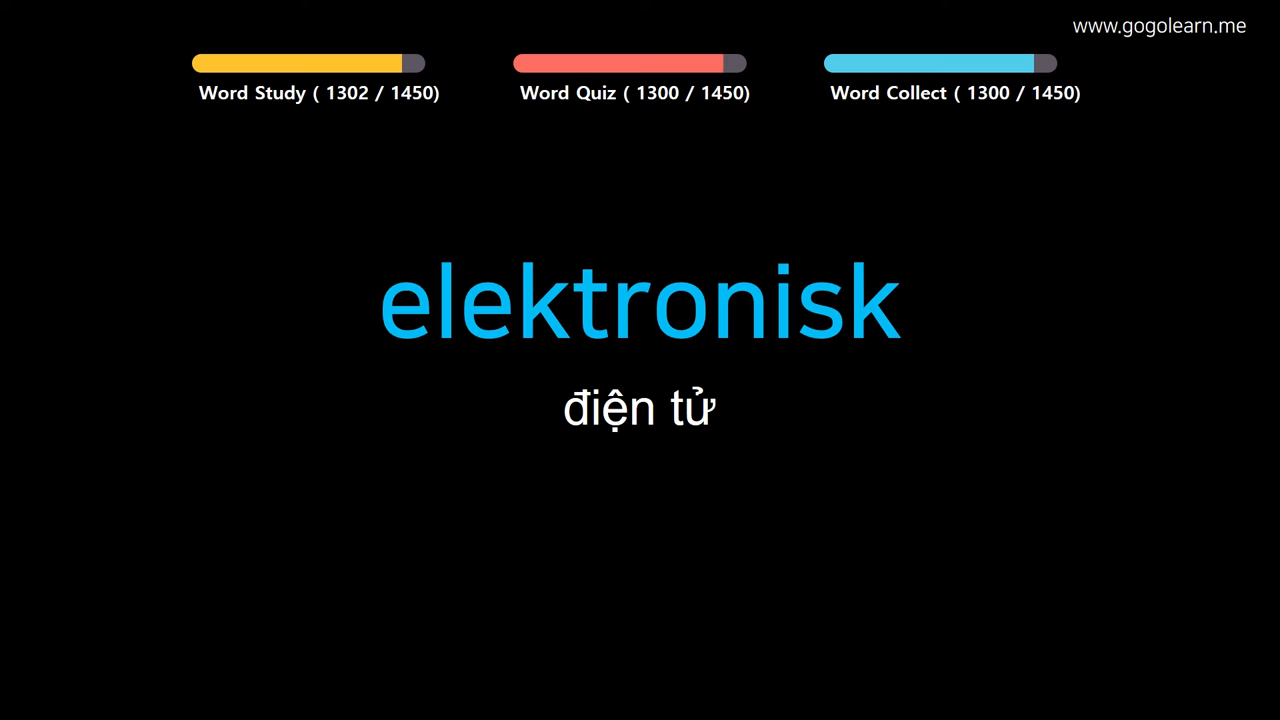 www.gogolearn.me
Word Study ( 1302 / 1450)
Word Quiz ( 1300 / 1450)
Word Collect ( 1300 / 1450)
elektronisk
điện tử